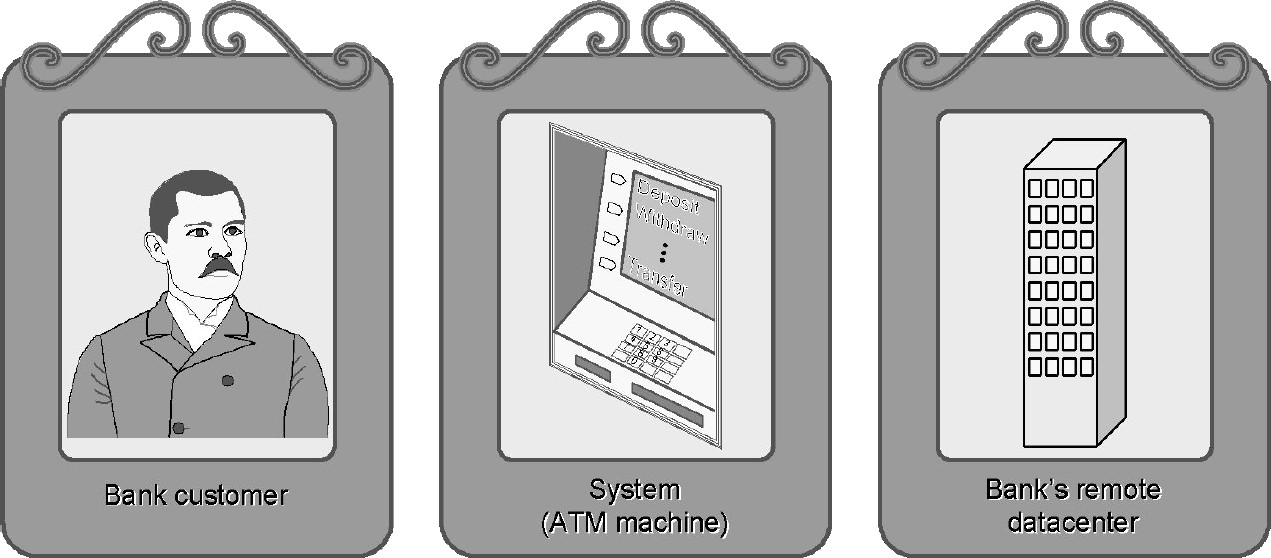 Deposit
Withdraw
Transfer
Bank customer
System
(ATM machine)
Bank's remote
datacenter